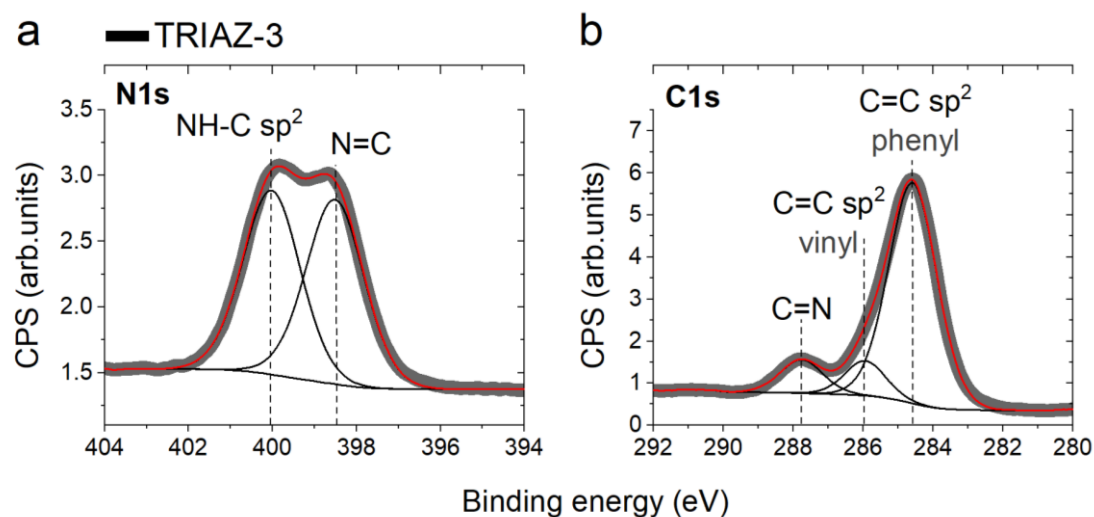 a
TRIAZ-3
N1s
NH-C sp²
N=C
3.5
3.0
2.5
2.0
1.5
CPS (arb.units)
404 402 400 398 396 394
b
C1s
C=C sp²
phenyl
C=C sp²
vinyl
C=N
7
6
5
4
3
2
1
0
CPS (arb.units)
292 290 288 286 284 282 280
Binding energy (eV)